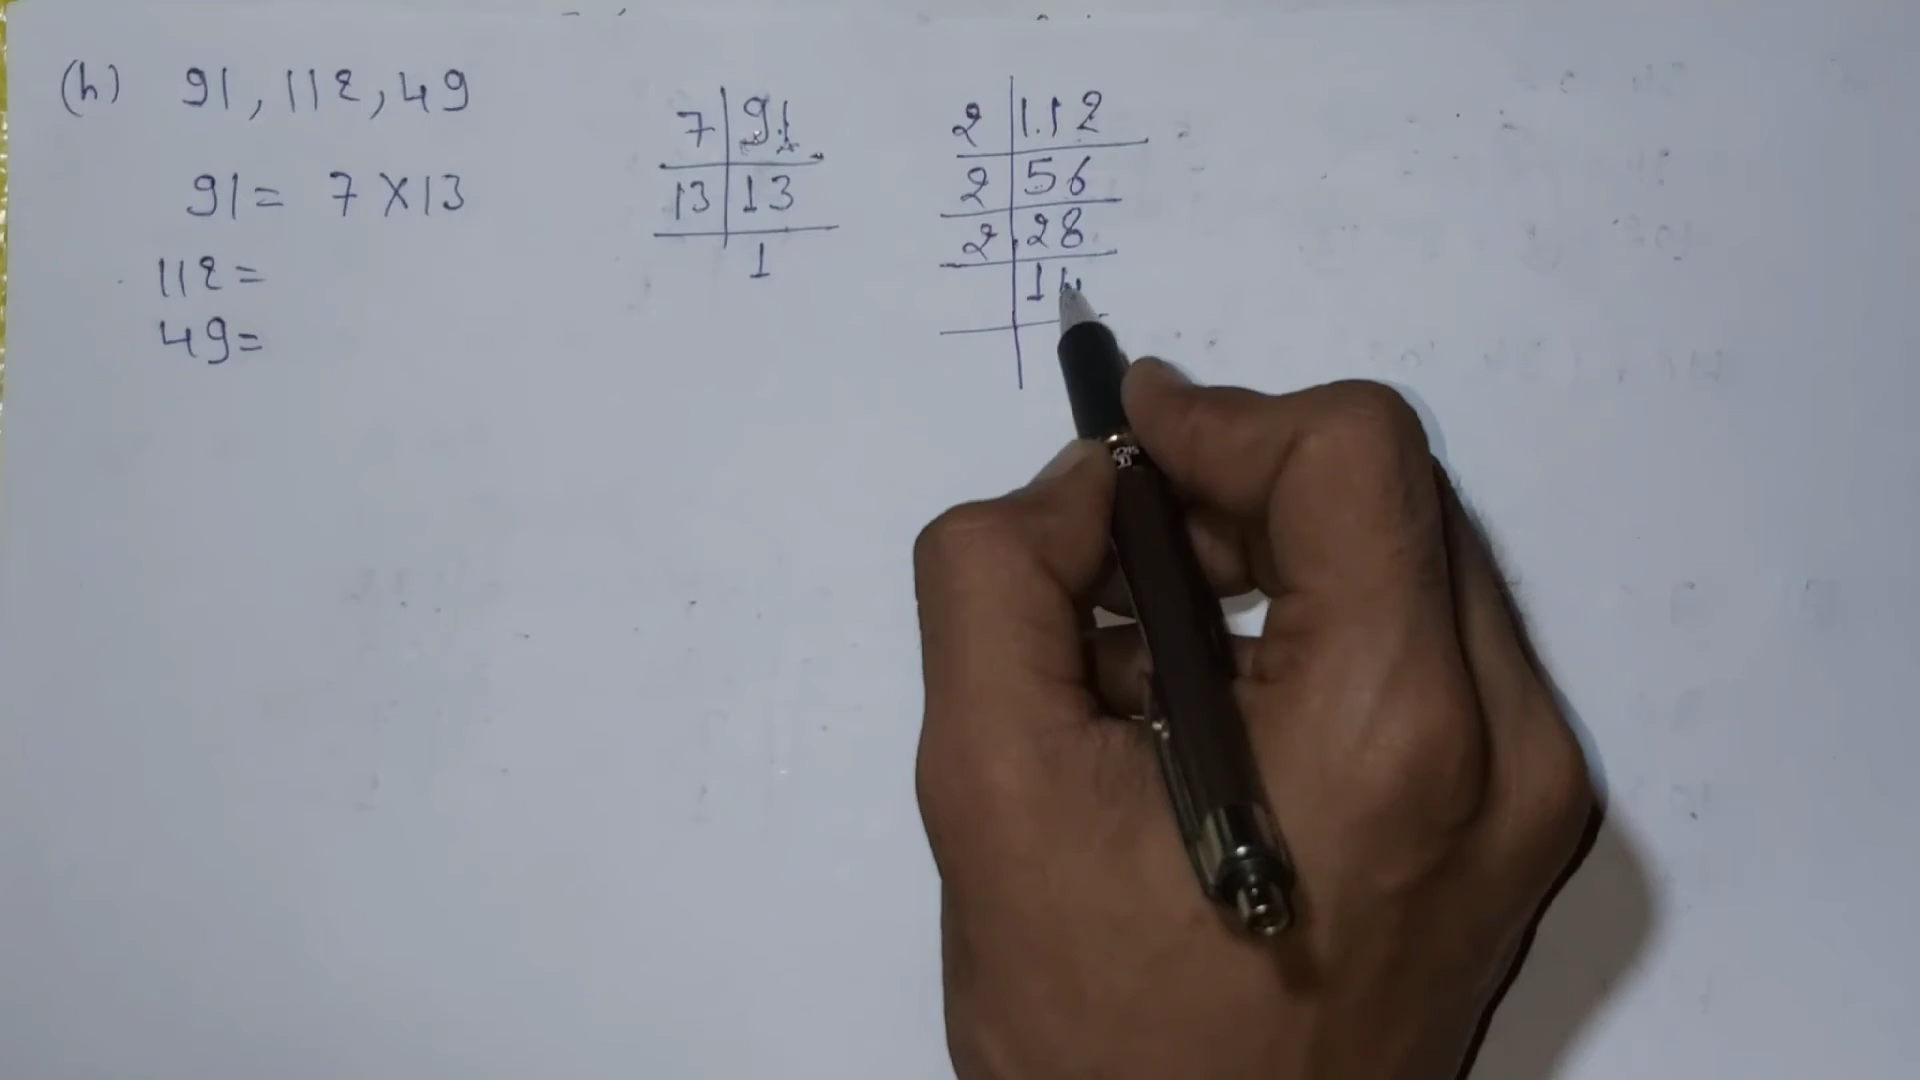 (h) 91, 112, 49
91= 7 X 13
112=
49=
7 | 91
13 | 13
1
2 | 112
2 | 56
2 | 28
14